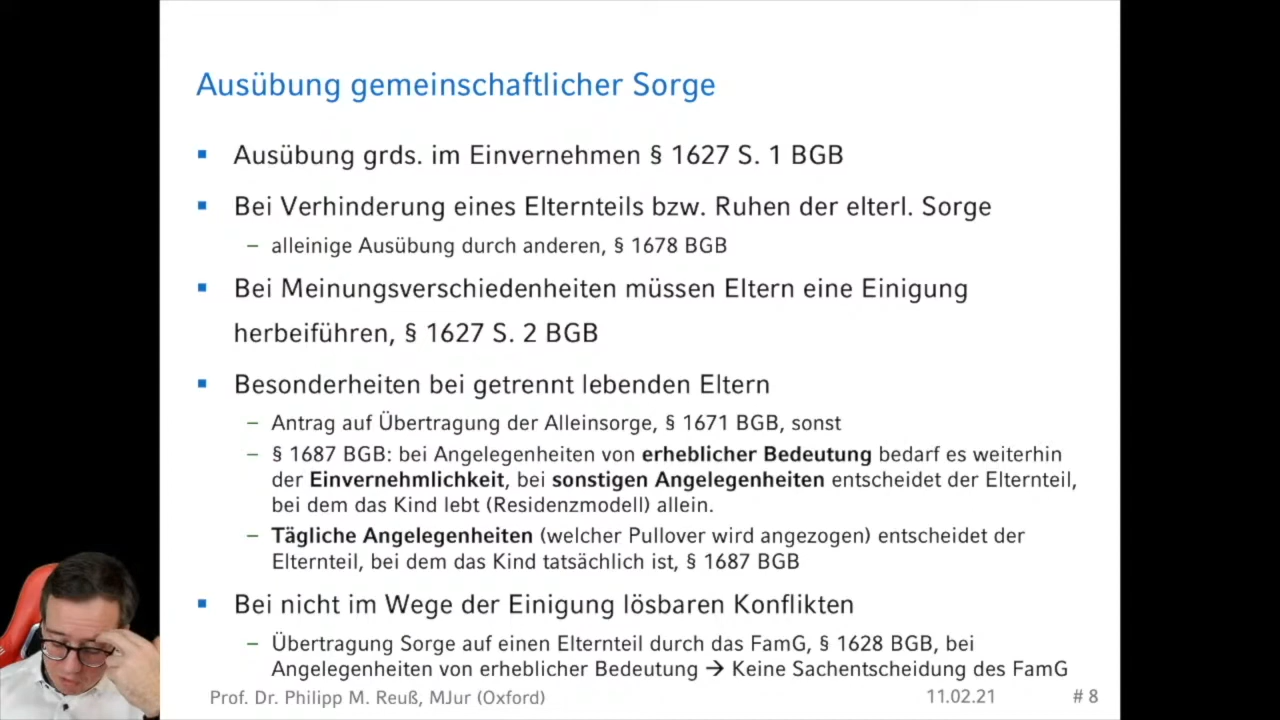 Ausübung gemeinschaftlicher Sorge
▪ Ausübung grds. im Einvernehmen § 1627 S. 1 BGB
▪ Bei Verhinderung eines Elternteils bzw. Ruhen der elterl. Sorge
– alleinige Ausübung durch anderen, § 1678 BGB
▪ Bei Meinungsverschiedenheiten müssen Eltern eine Einigung
herbeiführen, § 1627 S. 2 BGB
▪ Besonderheiten bei getrennt lebenden Eltern
– Antrag auf Übertragung der Alleinsorge, § 1671 BGB, sonst
– § 1687 BGB: bei Angelegenheiten von erheblicher Bedeutung bedarf es weiterhin
der Einvernehmlichkeit, bei sonstigen Angelegenheiten entscheidet der Elternteil,
bei dem das Kind lebt (Residenzmodell) allein.
– Tägliche Angelegenheiten (welcher Pullover wird angezogen) entscheidet der
Elternteil, bei dem das Kind tatsächlich ist, § 1687 BGB
▪ Bei nicht im Wege der Einigung lösbaren Konflikten
– Übertragung Sorge auf einen Elternteil durch das FamG, § 1628 BGB, bei
Angelegenheiten von erheblicher Bedeutung → Keine Sachentscheidung des FamG
Prof. Dr. Philipp M. Reuß, MJur (Oxford) 11.02.21 # 8